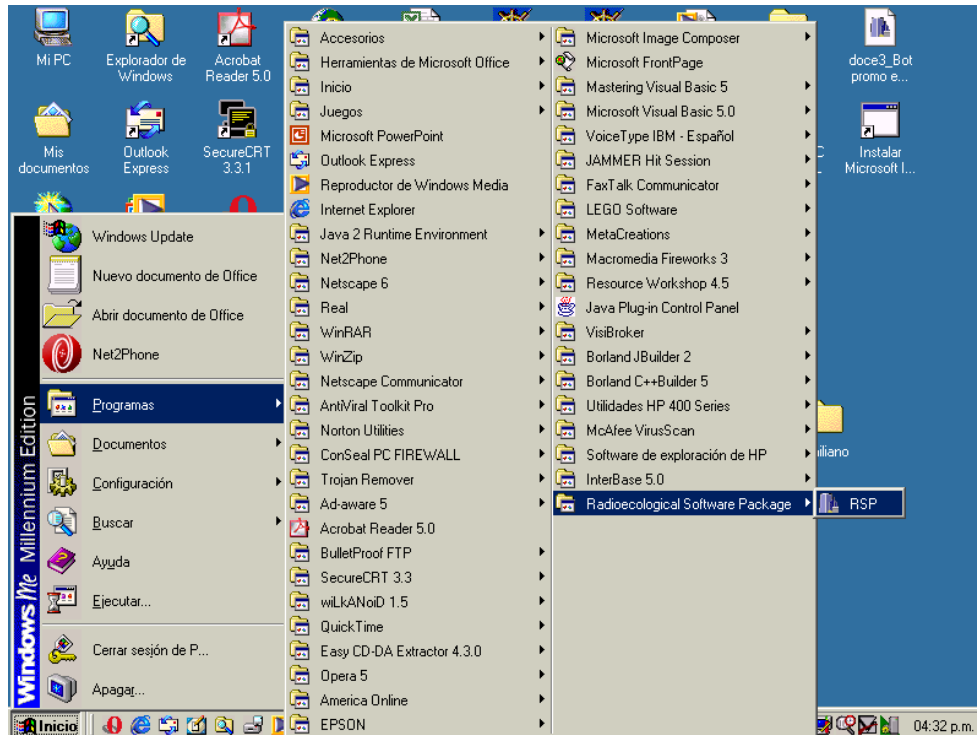 Mi PC
Explorador de
Windows
Acrobat
Reader 5.0
doce3_Bot
promo e...
Mis
documentos
Outlook
Express
SecureCRT
3.3.1
Instalar
Microsoft I...
Windows Me Millennium Edition
Windows Update
Nuevo documento de Office
Abrir documento de Office
Net2Phone
Programas
Documentos
Configuración
Buscar
Ayuda
Ejecutar...
Cerrar sesión de P...
Apagar...
Accesorios
Herramientas de Microsoft Office
Inicio
Juegos
Microsoft PowerPoint
Outlook Express
Reproductor de Windows Media
Internet Explorer
Java 2 Runtime Environment
Net2Phone
Netscape 6
Real
WinRAR
WinZip
Netscape Communicator
AntiViral Toolkit Pro
Norton Utilities
ConSeal PC FIREWALL
Trojan Remover
Ad-aware 5
Acrobat Reader 5.0
BulletProof FTP
SecureCRT 3.3
wiLkANoiD 1.5
QuickTime
Easy CD-DA Extractor 4.3.0
Opera 5
America Online
EPSON
Microsoft Image Composer
Microsoft FrontPage
Mastering Visual Basic 5
Microsoft Visual Basic 5.0
VoiceType IBM - Español
JAMMER Hit Session
FaxTalk Communicator
LEGO Software
MetaCreations
Macromedia Fireworks 3
Resource Workshop 4.5
Java Plug-in Control Panel
VisiBroker
Borland JBuilder 2
Borland C++Builder 5
Utilidades HP 400 Series
McAfee VirusScan
Software de exploración de HP
InterBase 5.0
Radioecological Software Package
RSP
iliano
Inicio
04:32 p.m.